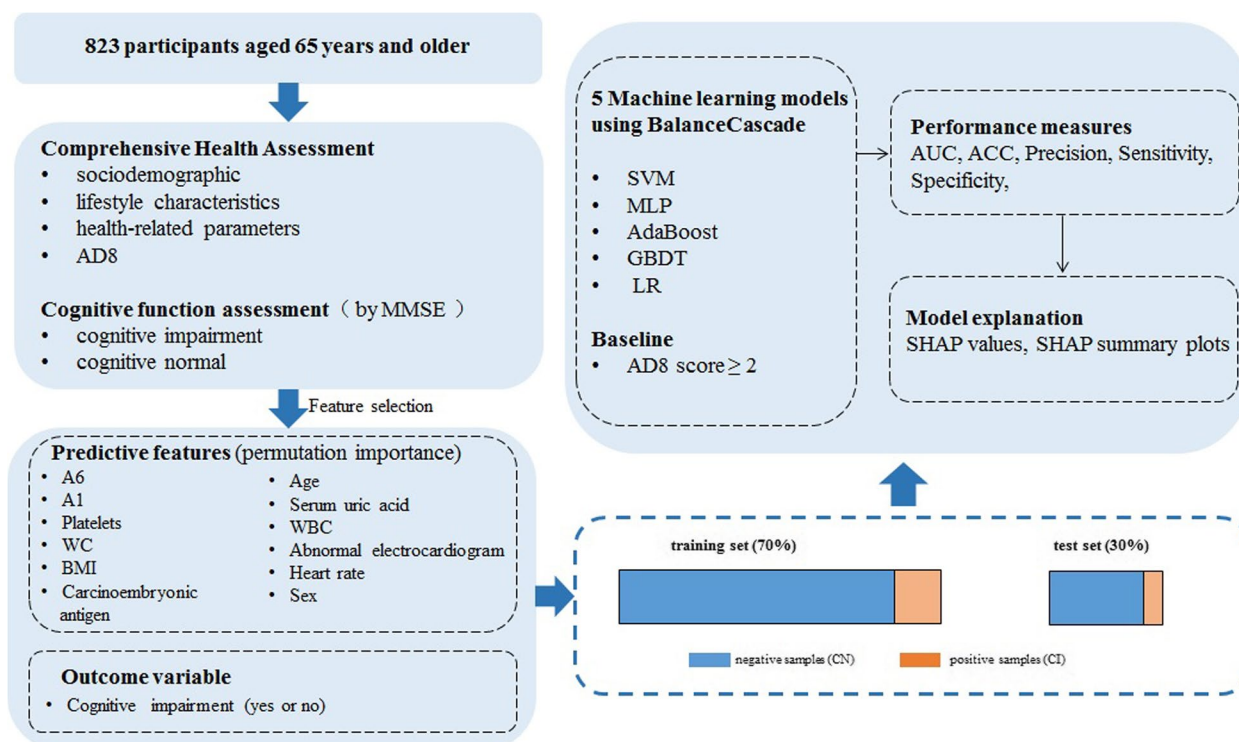 823 participants aged 65 years and older
Comprehensive Health Assessment
• sociodemographic
• lifestyle characteristics
• health-related parameters
• AD8
Cognitive function assessment（ by MMSE ）
• cognitive impairment
• cognitive normal
Feature selection
Predictive features (permutation importance)
• A6
• A1
• Platelets
• WC
• BMI
• Carcinoembryonic
antigen
• Age
• Serum uric acid
• WBC
• Abnormal electrocardiogram
• Heart rate
• Sex
Outcome variable
• Cognitive impairment (yes or no)
training set (70%)
test set (30%)
negative samples (CN)
positive samples (CI)
5 Machine learning models
using BalanceCascade
• SVM
• MLP
• AdaBoost
• GBDT
• LR
Baseline
• AD8 score ≥ 2
Performance measures
AUC, ACC, Precision, Sensitivity,
Specificity,
Model explanation
SHAP values, SHAP summary plots